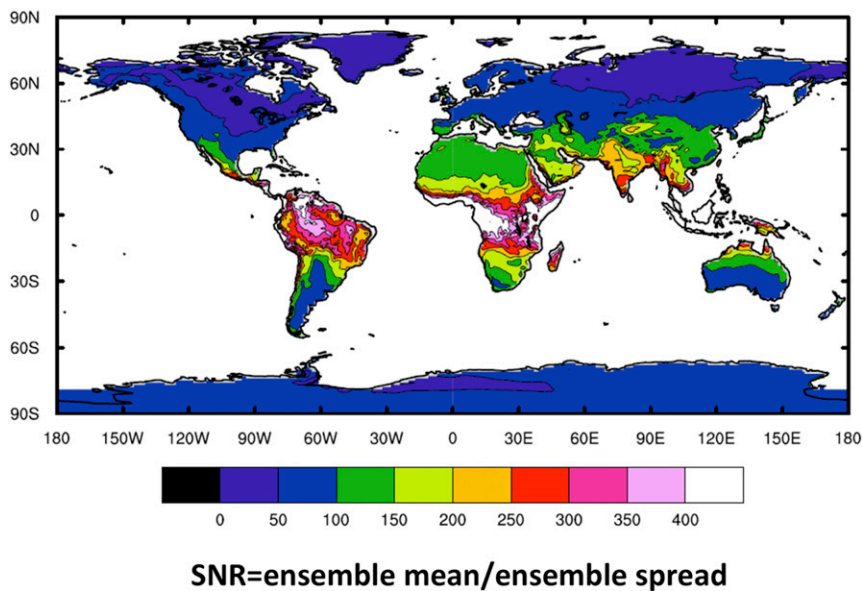 90N
60N
30N
0
30S
60S
90S
180 150W 120W 90W 60W 30W 0 30E 60E 90E 120E 150E 180
0 50 100 150 200 250 300 350 400
SNR=ensemble mean/ensemble spread